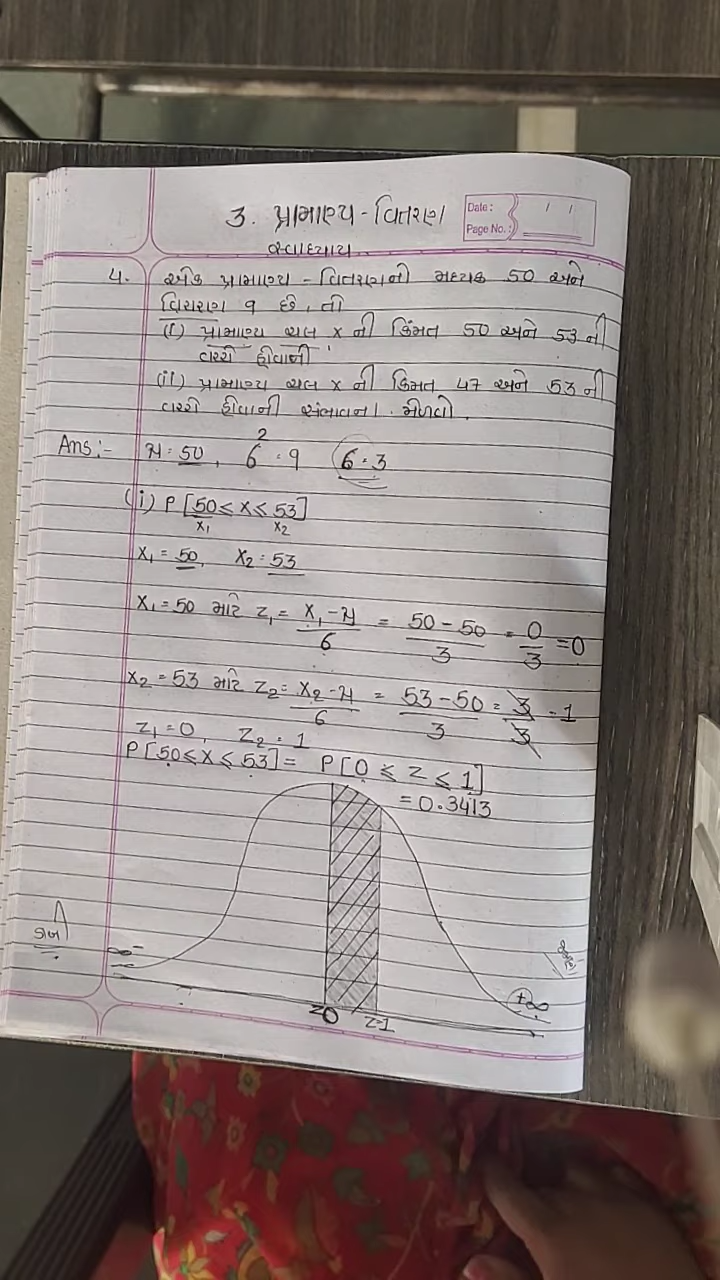 ૩. પ્રામાણ્ય - વિતરણ
Date : / /
Page No. :
સ્વાધ્યાય
4. એક પ્રામાણ્ય - વિતરણની મધ્યક 50 અને
વિચરણ 9 છે, તો
(i) પ્રામાણ્ય ચલ x ની કિંમત 50 અને 53 ની
વચ્ચે હોવાની
(ii) પ્રામાણ્ય ચલ x ની કિંમત 47 અને 53 ની
વચ્ચે હોવાની સંભાવના મેળવો.
Ans :- μ = 50, σ² = 9 σ = 3
(i) P [50 ≤ x ≤ 53]
x₁ x₂
x₁ = 50, x₂ = 53
x₁ = 50 માટે z₁ = x₁ - μ / σ = 50 - 50 / 3 = 0 / 3 = 0
x₂ = 53 માટે z₂ = x₂ - μ / σ = 53 - 50 / 3 = 3 / 3 = 1
z₁ = 0, z₂ = 1
P [50 ≤ x ≤ 53] = P [0 ≤ z ≤ 1]
= 0.3413
∞-
+∞
z0 z=1